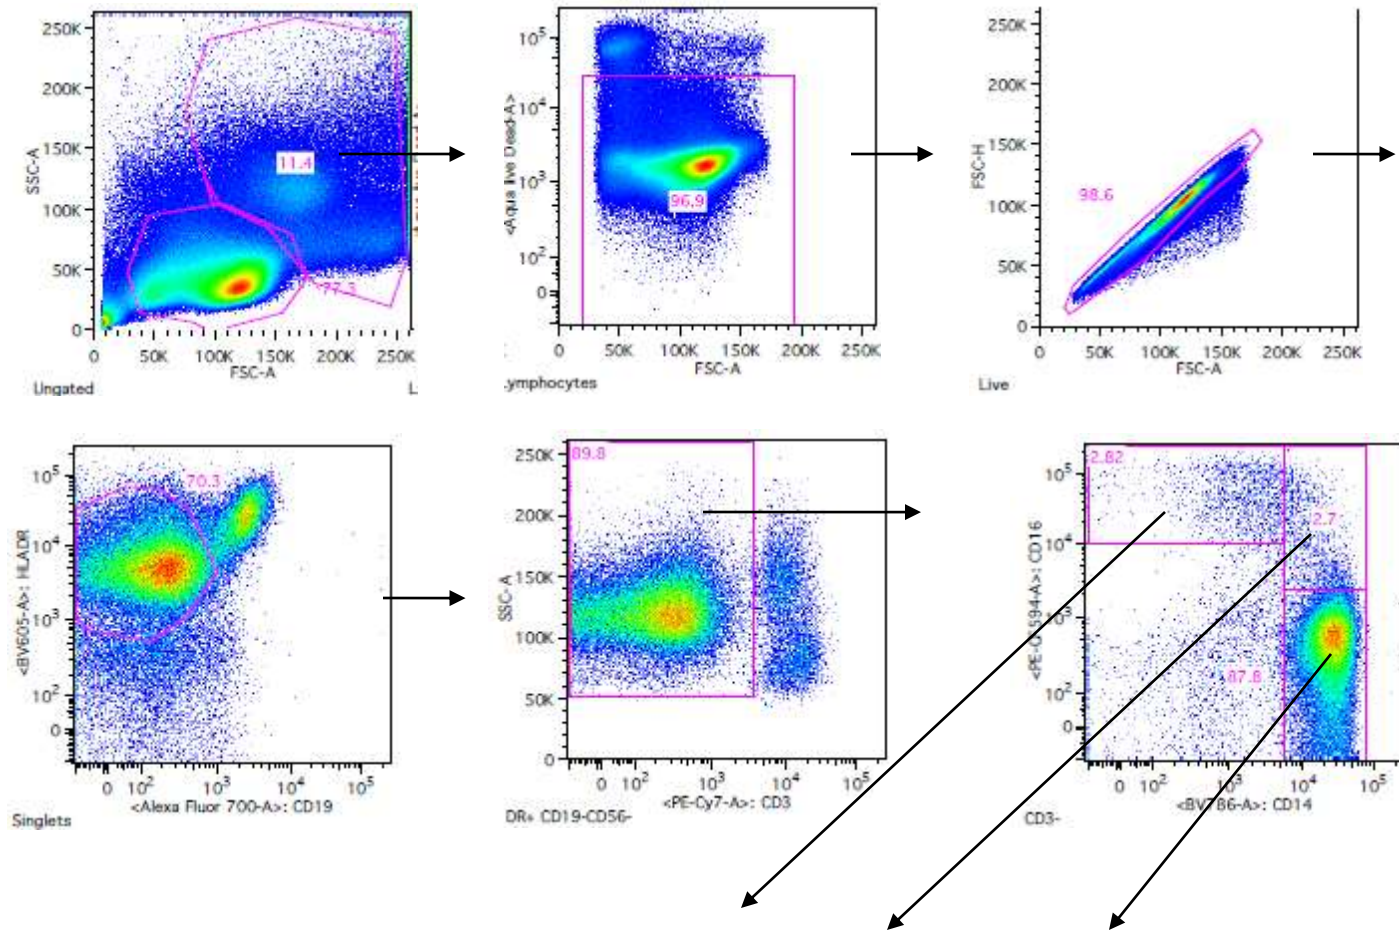 250K
200K
150K
100K
50K
0
SSC-A
11.4
77.3
0 50K 100K 150K 200K 250K
FSC-A
Ungated
L
10^5
10^4
10^3
10^2
0
<Aqua live Dead-A>
96.9
0 50K 100K 150K 200K 250K
FSC-A
ymphocytes
250K
200K
150K
100K
50K
0
FSC-H
98.6
0 50K 100K 150K 200K 250K
FSC-A
Live
10^5
10^4
10^3
10^2
0
<BV605-A>: HLADR
70.3
0 10^2 10^3 10^4 10^5
<Alexa Fluor 700-A>: CD19
Singlets
250K
200K
150K
100K
50K
0
SSC-A
89.8
0 10^2 10^3 10^4 10^5
<PE-Cy7-A>: CD3
DR+ CD19-CD56-
10^5
10^4
10^3
10^2
0
594-A>: CD16
2.82
2.7
87.8
0 10^2 10^3 10^4 10^5
<BV786-A>: CD14
CD3-